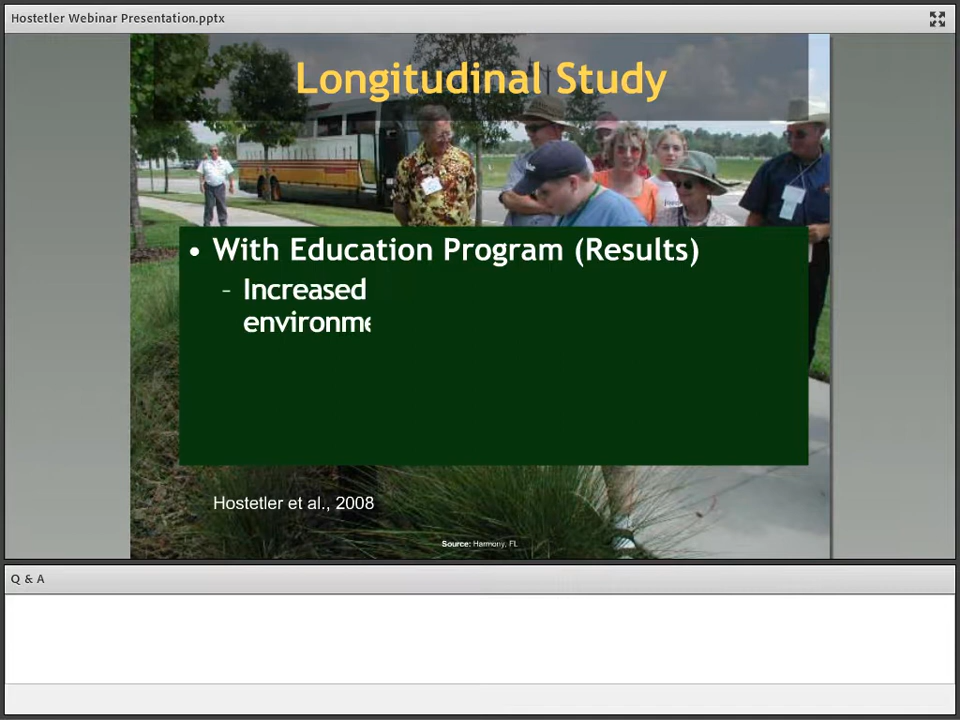 Hostetler Webinar Presentation.pptx
Longitudinal Study
• With Education Program (Results)
– Increased
environme
Hostetler et al., 2008
Source: Harmony, FL
Q & A